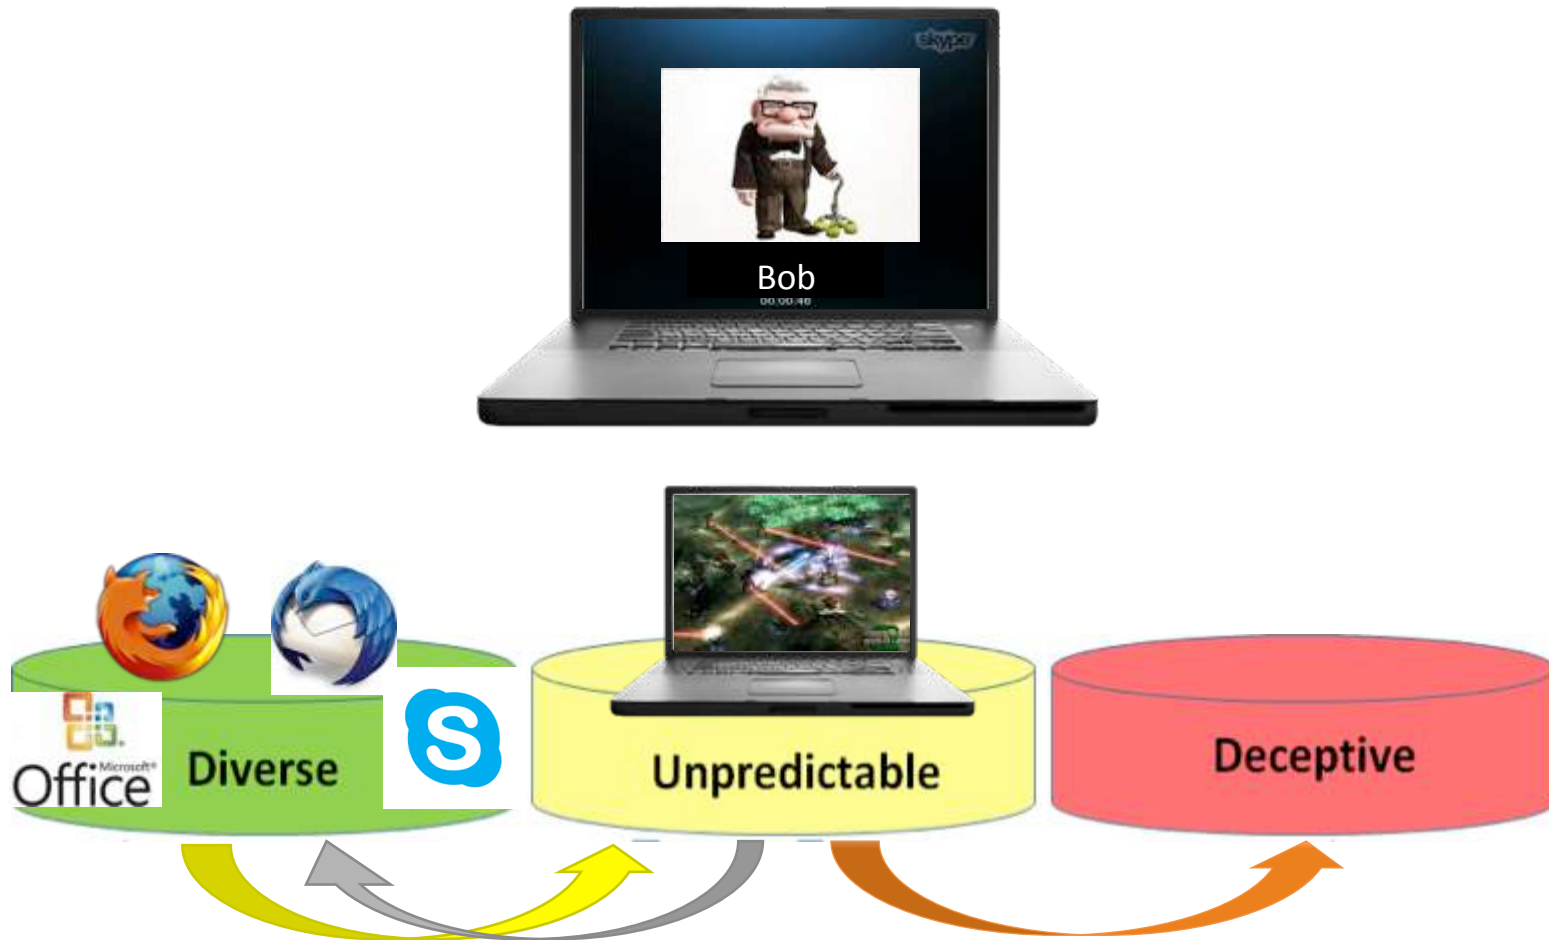 skype
Bob
00:00:46
Microsoft®
Office
Diverse
S
Unpredictable
Deceptive